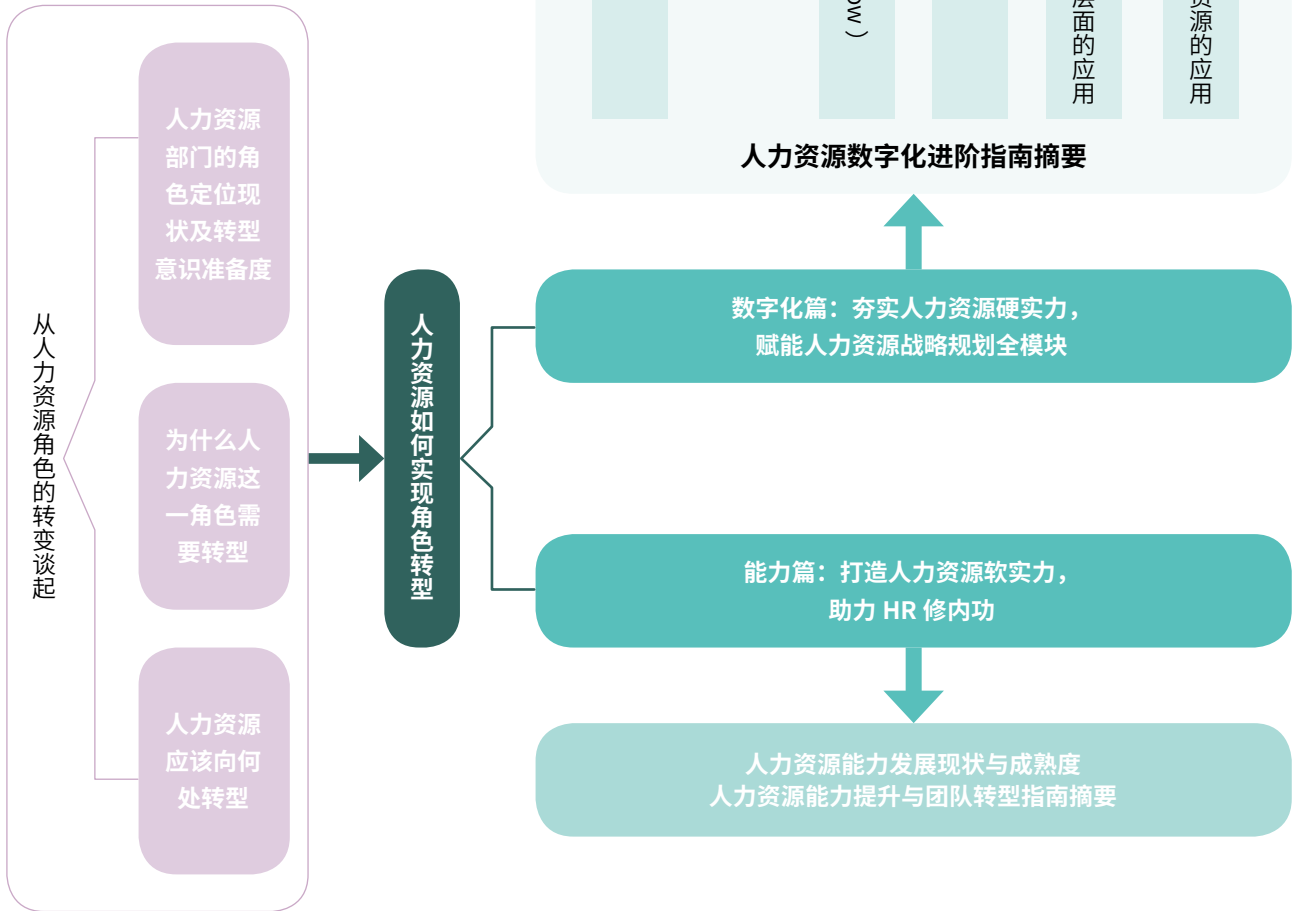 从人力资源角色的转变谈起
人力资源
部门的角
色定位现
状及转型
意识准备度
为什么人
力资源这
一角色需
要转型
人力资源
应该向何
处转型
人力资源如何实现角色转型
ow）
层面的应用
资源的应用
人力资源数字化进阶指南摘要
数字化篇：夯实人力资源硬实力，
赋能人力资源战略规划全模块
能力篇：打造人力资源软实力，
助力 HR 修内功
人力资源能力发展现状与成熟度
人力资源能力提升与团队转型指南摘要